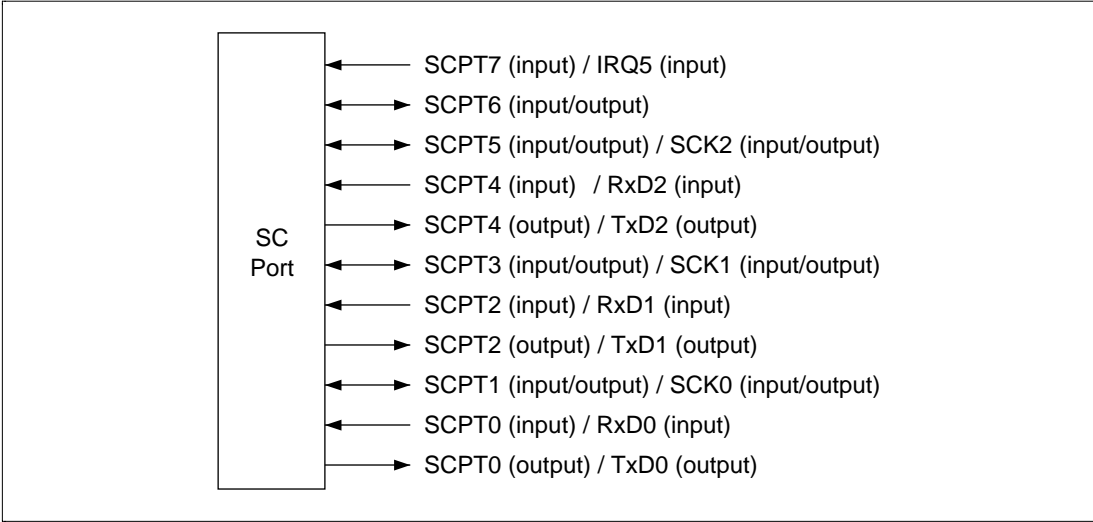 SC
Port
SCPT7 (input) / IRQ5 (input)
SCPT6 (input/output)
SCPT5 (input/output) / SCK2 (input/output)
SCPT4 (input) / RxD2 (input)
SCPT4 (output) / TxD2 (output)
SCPT3 (input/output) / SCK1 (input/output)
SCPT2 (input) / RxD1 (input)
SCPT2 (output) / TxD1 (output)
SCPT1 (input/output) / SCK0 (input/output)
SCPT0 (input) / RxD0 (input)
SCPT0 (output) / TxD0 (output)